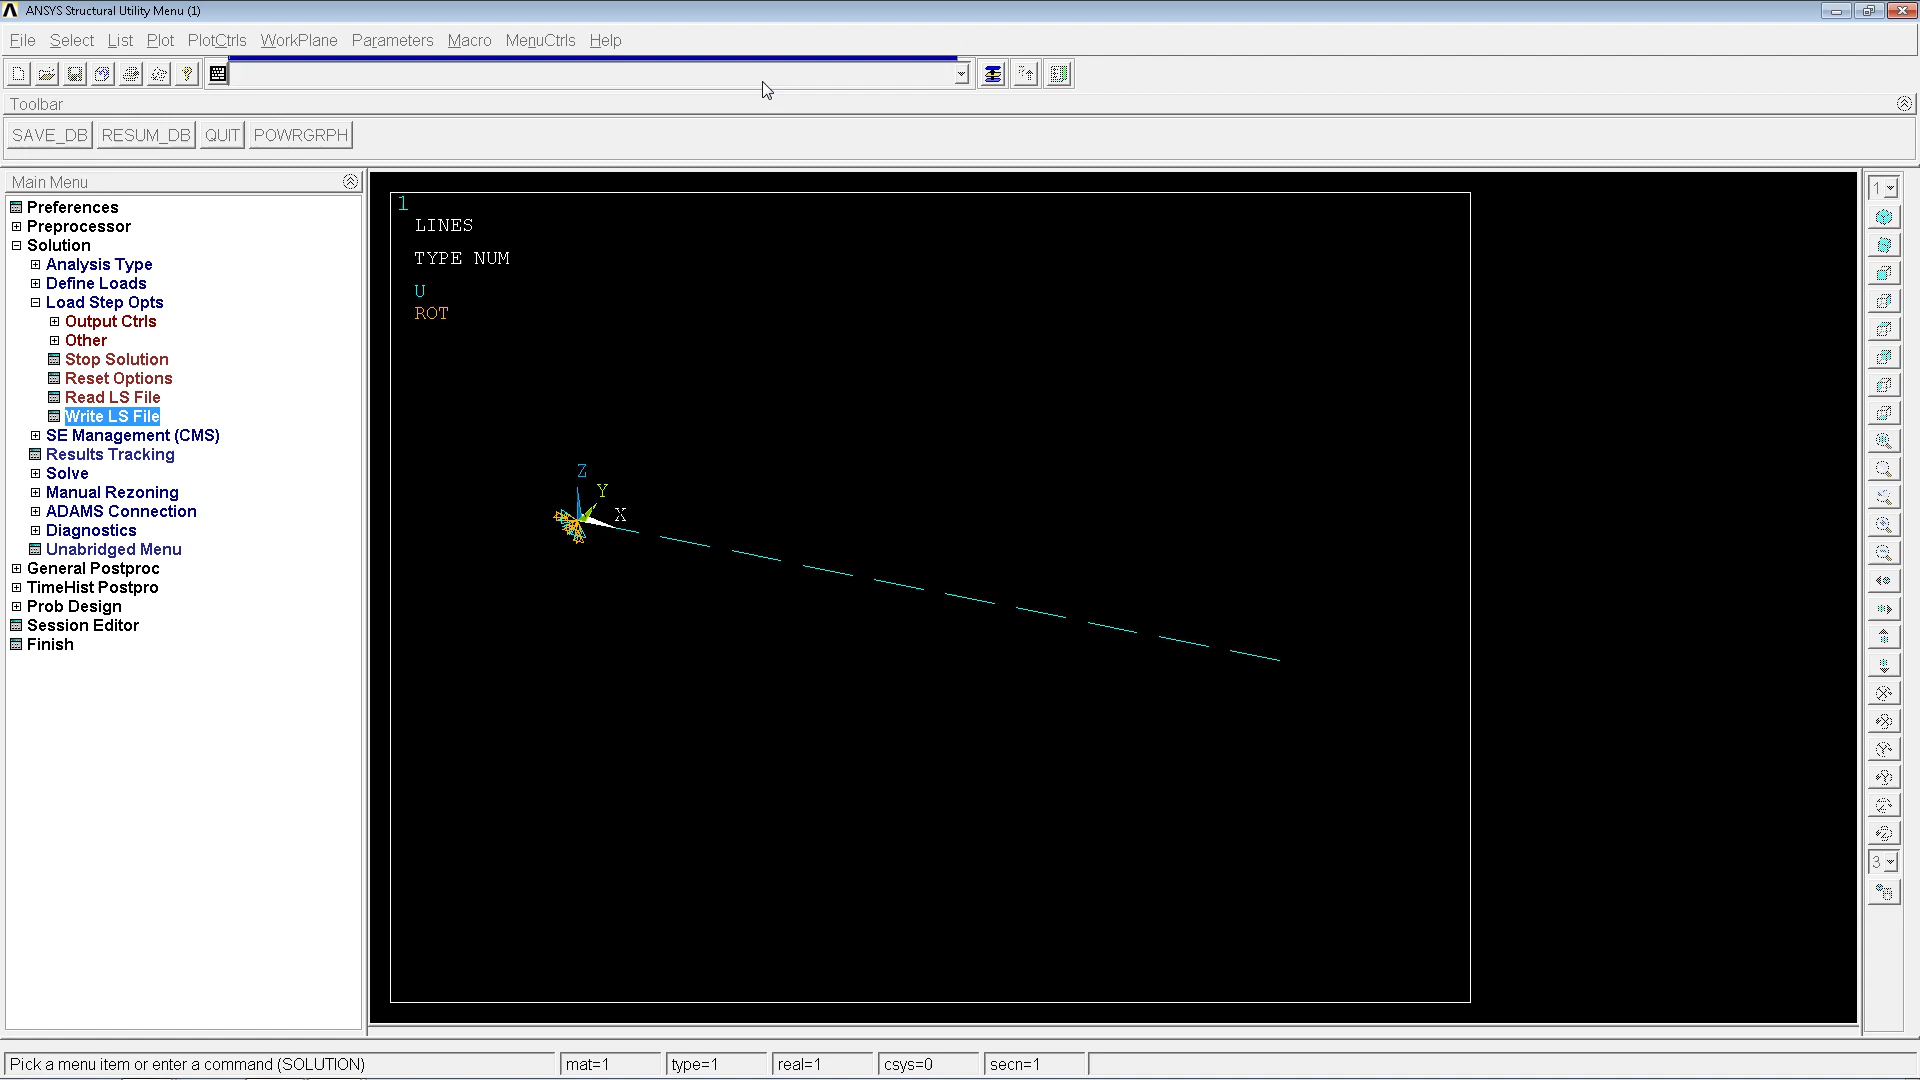 ANSYS Structural Utility Menu (1)
File Select List Plot PlotCtrls WorkPlane Parameters Macro MenuCtrls Help
Toolbar
SAVE_DB RESUM_DB QUIT POWRGRPH
Main Menu
Preferences
Preprocessor
Solution
Analysis Type
Define Loads
Load Step Opts
Output Ctrls
Other
Stop Solution
Reset Options
Read LS File
Write LS File
SE Management (CMS)
Results Tracking
Solve
Manual Rezoning
ADAMS Connection
Diagnostics
Unabridged Menu
General Postproc
TimeHist Postpro
Prob Design
Session Editor
Finish
1
LINES
TYPE NUM
U
ROT
Z
Y
X
1
3
Pick a menu item or enter a command (SOLUTION) mat=1 type=1 real=1 csys=0 secn=1